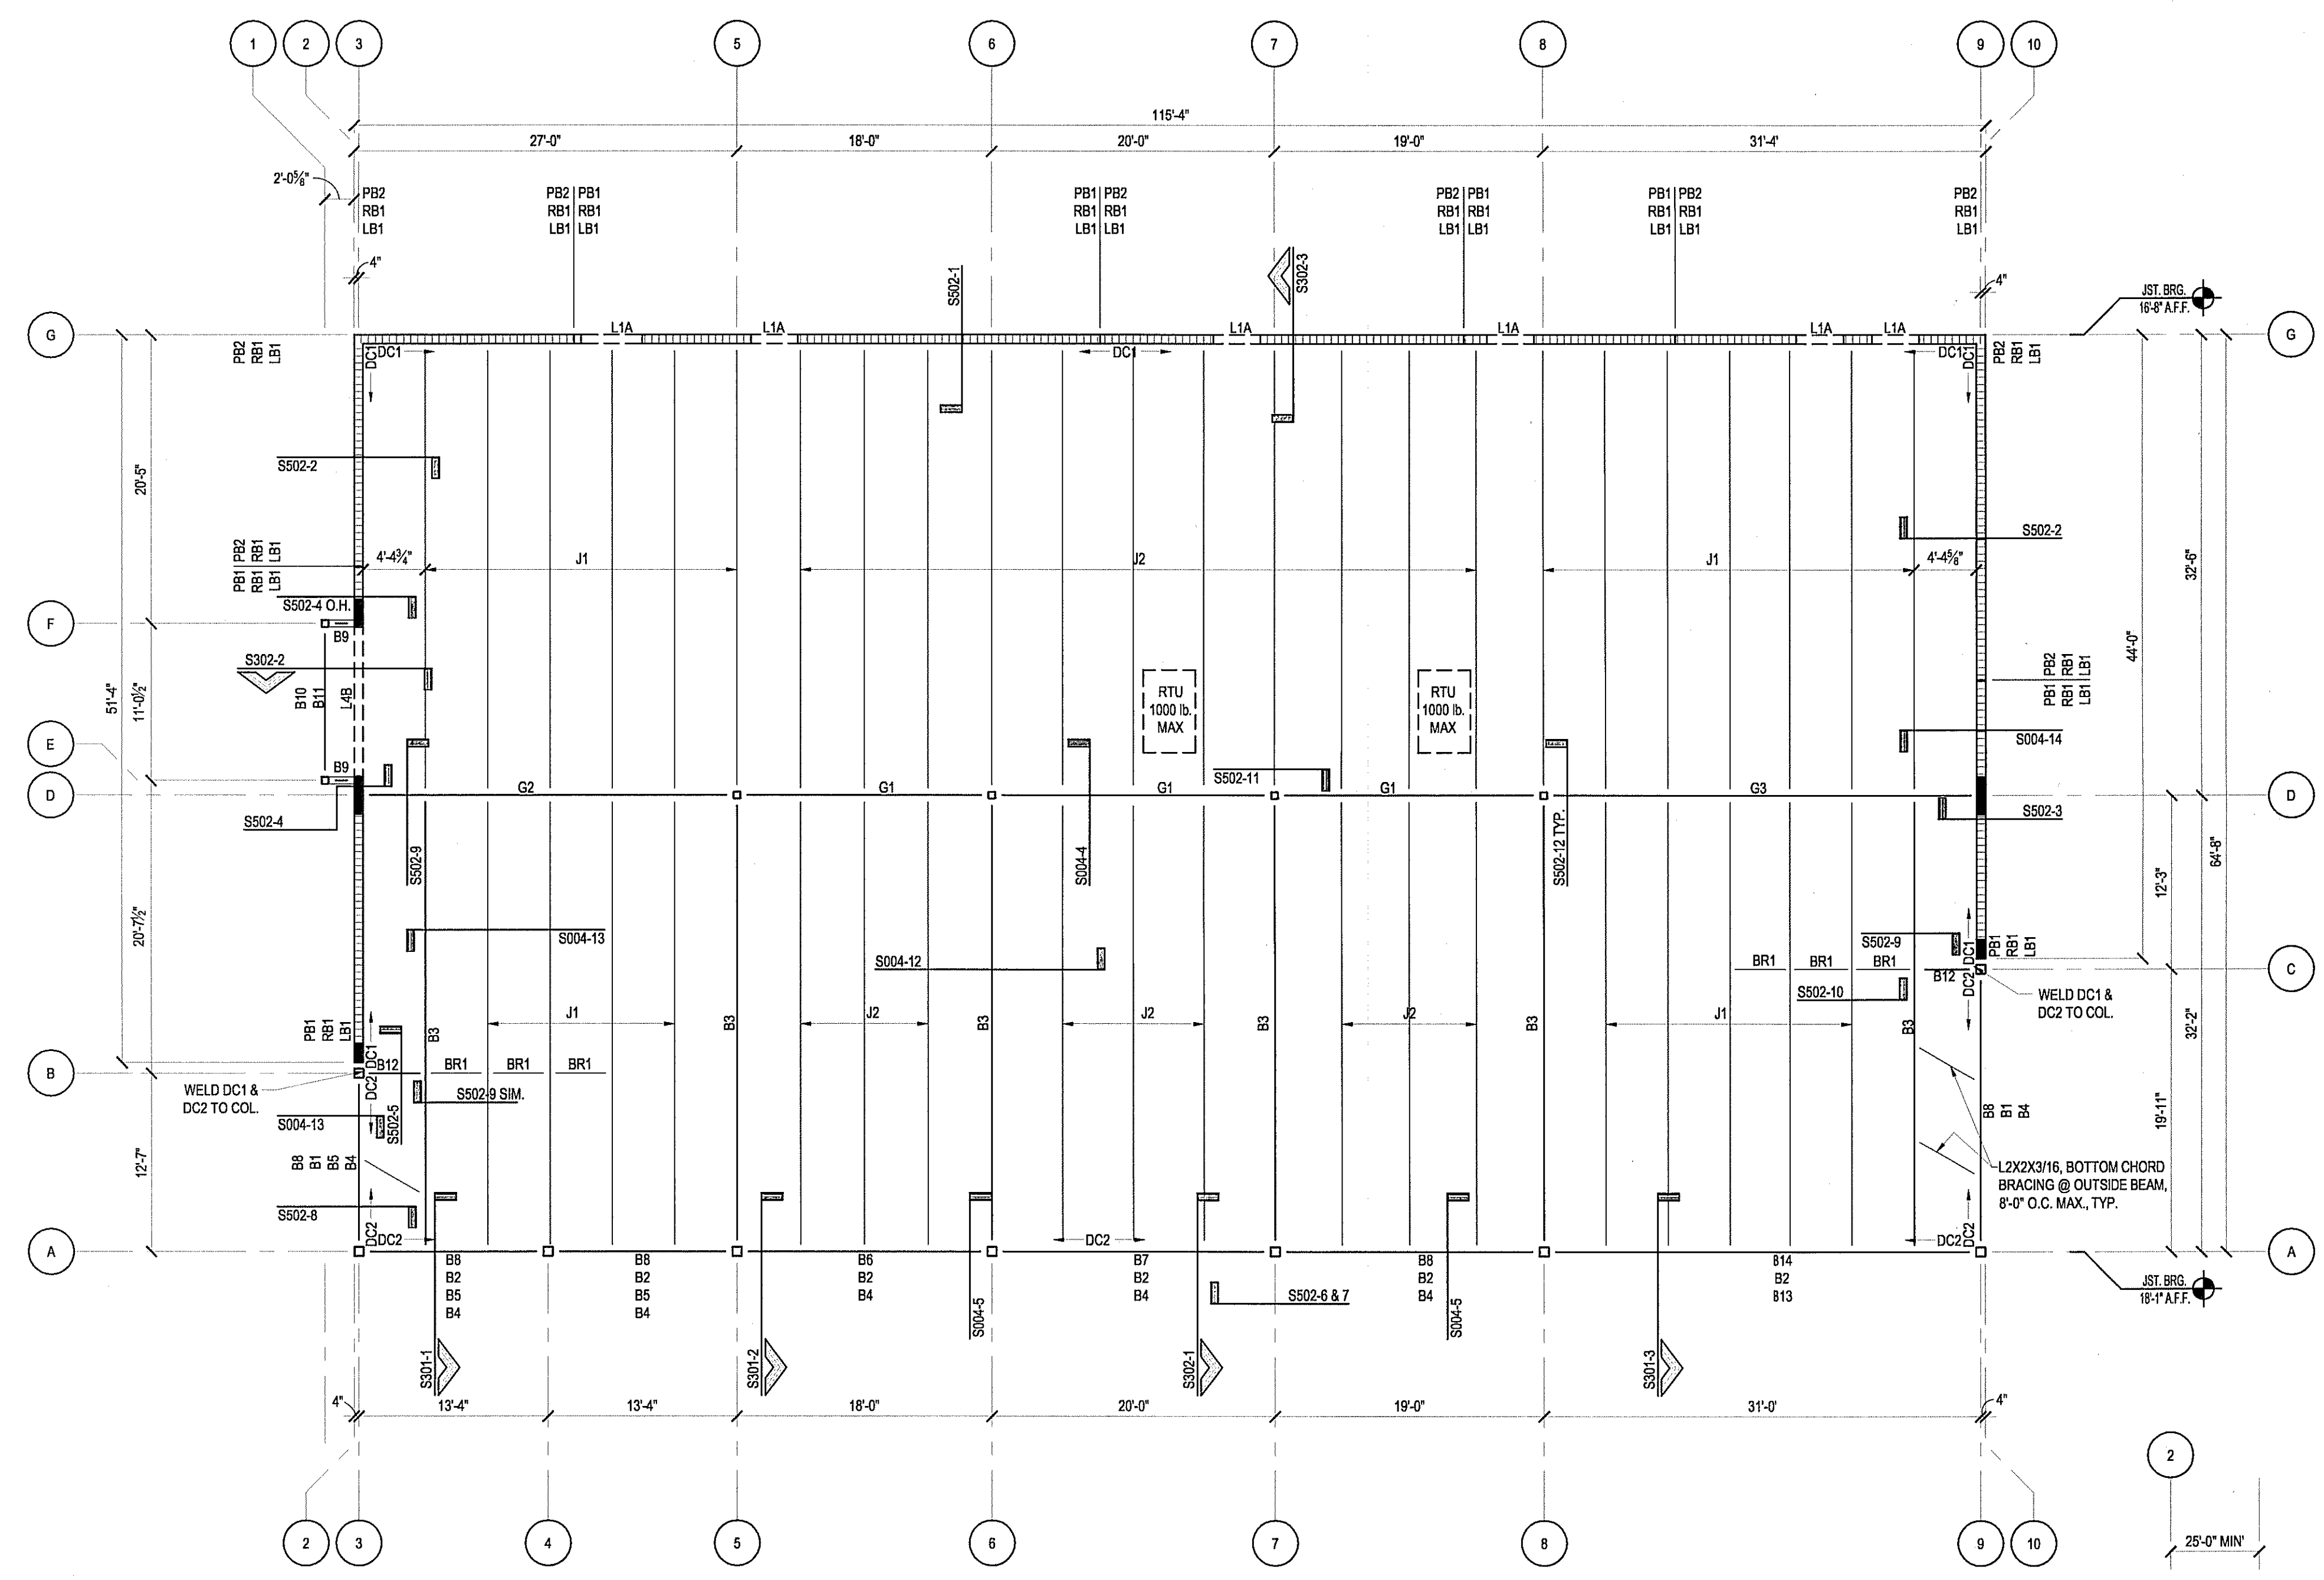 1 2 3 5 6 7 8 9 10
115'-4"
27'-0" 18'-0" 20'-0" 19'-0" 31'-4'
2'-0⅝"
PB2
RB1
LB1
PB2 PB1
RB1 RB1
LB1 LB1
PB1 PB2
RB1 RB1
LB1 LB1
PB2 PB1
RB1 RB1
LB1 LB1
PB1 PB2
RB1 RB1
LB1 LB1
PB2
RB1
LB1
4"
S502-1
S302-3
4"
JST. BRG.
16'-8" A.F.F.
G
L1A L1A L1A L1A L1A L1A
G
PB2
RB1
LB1
DC1
DC1
DC1
DC1
DC1
PB2
RB1
LB1
S502-2
20'-5"
S502-2
PB2 RB1 LB1
PB1 RB1 LB1
4'-4¾"
J1
J2
J1
4'-4⅝"
32'-6"
S502-4 O.H.
F
B9
S302-2
B10
B11
L4B
51'-4"
11'-0½"
44'-0"
PB2 RB1 LB1
PB1 RB1 LB1
RTU
1000 lb.
MAX
RTU
1000 lb.
MAX
E
S004-14
B9
S502-11
D
G2 G1 G1 G1 G3
D
S502-4
S502-3
S502-9
S004-4
S502-12 TYP.
64'-8"
12'-3"
20'-7½"
S004-13
S502-9
S004-12
BR1 BR1 BR1
B12
DC1
DC2
PB1
RB1
LB1
C
S502-10
WELD DC1 &
DC2 TO COL.
PB1
RB1
LB1
J1
J2
J2
J2
J1
B3
B3
B3
B3
B3
B3
32'-2"
B
DC1
DC2
B12
BR1 BR1 BR1
WELD DC1 &
DC2 TO COL.
S502-9 SIM.
S004-13
S502-5
B8
B1
B4
19'-11"
12'-7"
B8
B1
B5
B4
L2X2X3/16, BOTTOM CHORD
BRACING @ OUTSIDE BEAM,
8'-0" O.C. MAX., TYP.
S502-8
DC2
DC2
DC2
DC2
DC2
A
A
B8
B2
B5
B4
B8
B2
B5
B4
B6
B2
B4
B7
B2
B4
B8
B2
B4
B14
B2
B13
JST. BRG.
18'-1" A.F.F.
S004-5
S502-6 & 7
S004-5
S301-1
S301-2
S302-1
S301-3
4"
13'-4" 13'-4" 18'-0" 20'-0" 19'-0" 31'-0'
4"
2
2 3 4 5 6 7 8 9 10
25'-0" MIN'